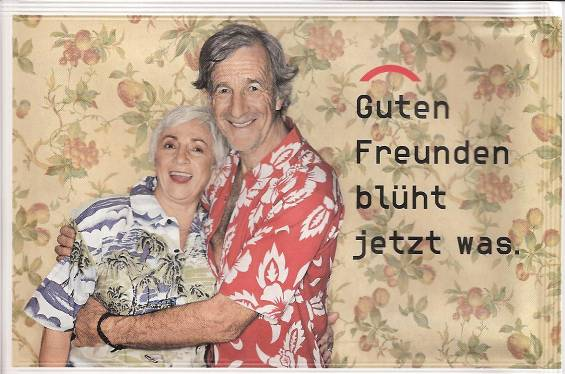 Guten
Freunden
blüht
jetzt was.